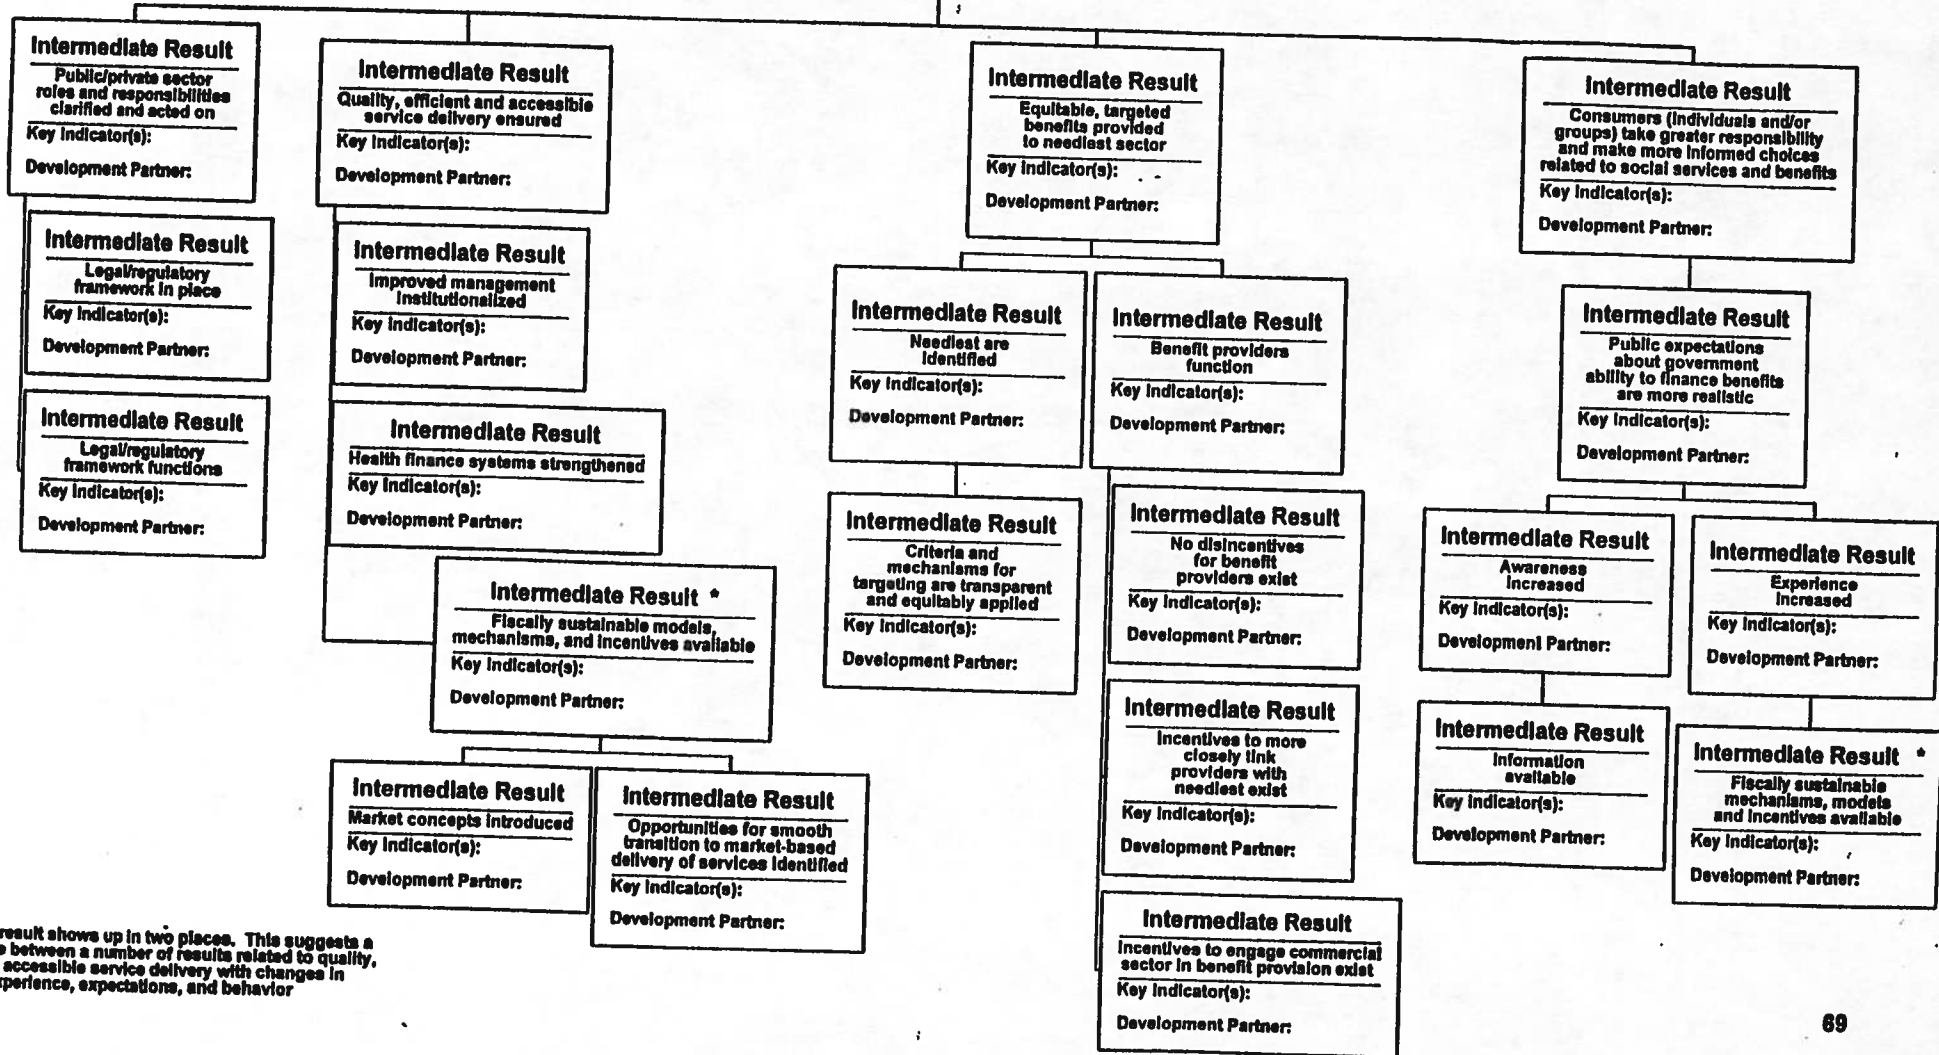 Intermediate Result
Public/private sector
roles and responsibilities
clarified and acted on
Key Indicator(s):
Development Partner:
Intermediate Result
Legal/regulatory
framework in place
Key Indicator(s):
Development Partner:
Intermediate Result
Legal/regulatory
framework functions
Key Indicator(s):
Development Partner:
Intermediate Result
Quality, efficient and accessible
service delivery ensured
Key Indicator(s):
Development Partner:
Intermediate Result
Improved management
Institutionalized
Key Indicator(s):
Development Partner:
Intermediate Result
Health finance systems strengthened
Key Indicator(s):
Development Partner:
Intermediate Result *
Fiscally sustainable models,
mechanisms, and incentives available
Key Indicator(s):
Development Partner:
Intermediate Result
Market concepts introduced
Key Indicator(s):
Development Partner:
Intermediate Result
Opportunities for smooth
transition to market-based
delivery of services identified
Key Indicator(s):
Development Partner:
Intermediate Result
Equitable, targeted
benefits provided
to neediest sector
Key Indicator(s):
Development Partner:
Intermediate Result
Neediest are
identified
Key Indicator(s):
Development Partner:
Intermediate Result
Criteria and
mechanisms for
targeting are transparent
and equitably applied
Key Indicator(s):
Development Partner:
Intermediate Result
Benefit providers
function
Key Indicator(s):
Development Partner:
Intermediate Result
No disincentives
for benefit
providers exist
Key Indicator(s):
Development Partner:
Intermediate Result
Incentives to more
closely link
providers with
neediest exist
Key Indicator(s):
Development Partner:
Intermediate Result
Incentives to engage commercial
sector in benefit provision exist
Key Indicator(s):
Development Partner:
Intermediate Result
Consumers (individuals and/or
groups) take greater responsibility
and make more informed choices
related to social services and benefits
Key Indicator(s):
Development Partner:
Intermediate Result
Public expectations
about government
ability to finance benefits
are more realistic
Key Indicator(s):
Development Partner:
Intermediate Result
Awareness
Increased
Key Indicator(s):
Development Partner:
Intermediate Result
Information
available
Key Indicator(s):
Development Partner:
Intermediate Result
Experience
Increased
Key Indicator(s):
Development Partner:
Intermediate Result *
Fiscally sustainable
mechanisms, models
and incentives available
Key Indicator(s):
Development Partner:
result shows up in two places. This suggests a
between a number of results related to quality,
accessible service delivery with changes in
expectations, and behavior
69